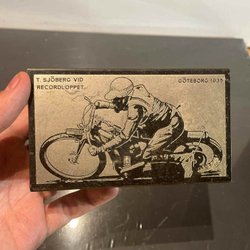 T. SJÖBERG VID
RECORDLOPPET.
GÖTEBORG 1935